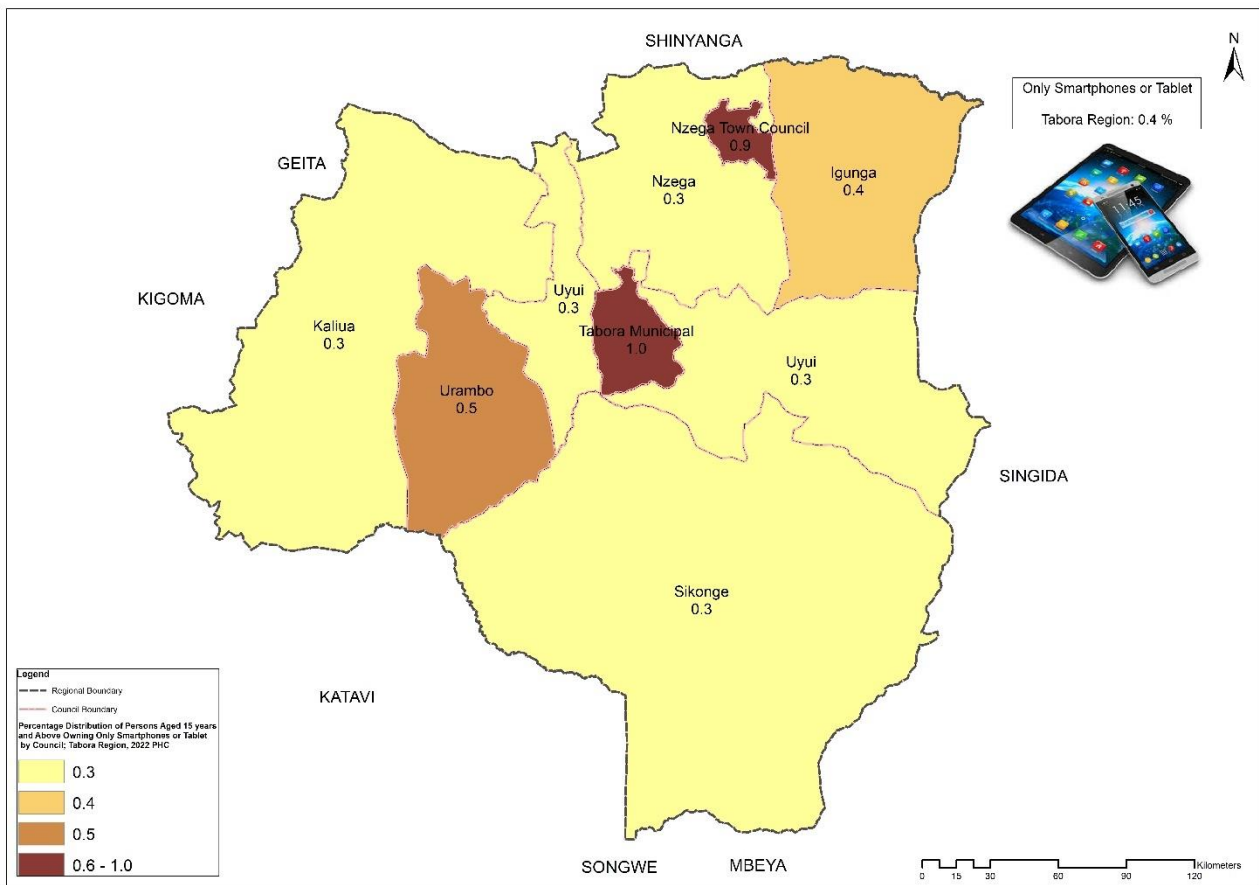 SHINYANGA
N
Only Smartphones or Tablet
Tabora Region: 0.4 %
Nzega Town Council
0.9
GEITA
Igunga
0.4
Nzega
0.3
11:45
KIGOMA
Uyui
0.3
Kaliua
0.3
Tabora Municipal
1.0
Uyui
0.3
Urambo
0.5
SINGIDA
Sikonge
0.3
KATAVI
Legend
Regional Boundary
Council Boundary
Percentage Distribution of Persons Aged 15 years
and Above Owning Only Smartphones or Tablet
by Council; Tabora Region, 2022 PHC
0.3
0.4
0.5
0.6 - 1.0
SONGWE
MBEYA
Kilometers
0 15 30 60 90 120